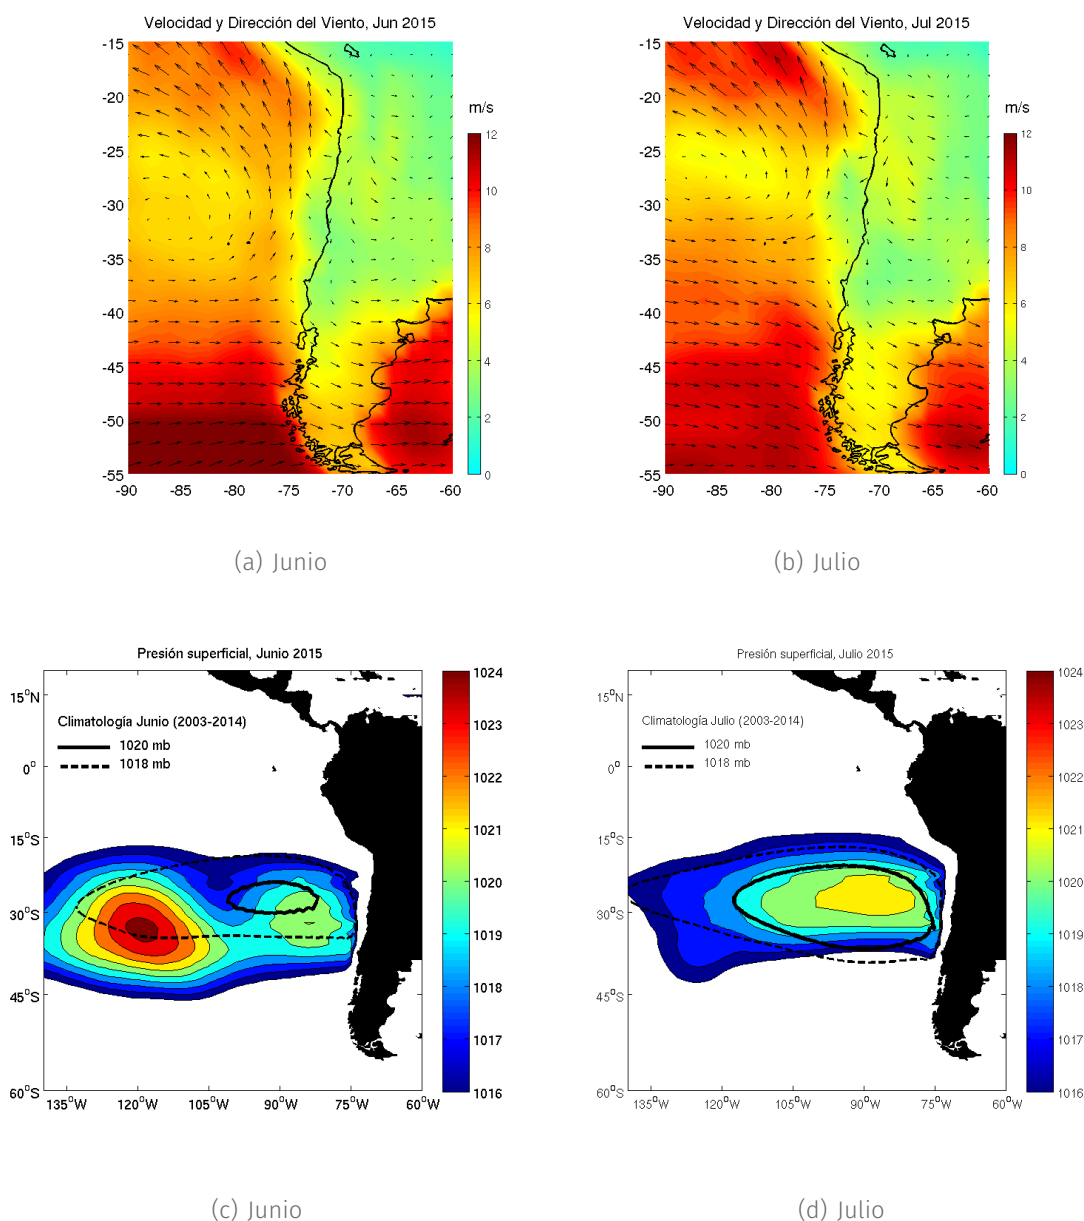 Velocidad y Dirección del Viento, Jun 2015
-15
-20
-25
-30
-35
-40
-45
-50
-55
-90 -85 -80 -75 -70 -65 -60
m/s
12
10
8
6
4
2
0
(a) Junio
Velocidad y Dirección del Viento, Jul 2015
-15
-20
-25
-30
-35
-40
-45
-50
-55
-90 -85 -80 -75 -70 -65 -60
m/s
12
10
8
6
4
2
0
(b) Julio
Presión superficial, Junio 2015
15°N
Climatología Junio (2003-2014)
1020 mb
1018 mb
0°
15°S
30°S
45°S
60°S
135°W 120°W 105°W 90°W 75°W 60°W
1024
1023
1022
1021
1020
1019
1018
1017
1016
(c) Junio
Presión superficial, Julio 2015
15°N
Climatología Julio (2003-2014)
1020 mb
1018 mb
0°
15°S
30°S
45°S
60°S
135°W 120°W 105°W 90°W 75°W 60°W
1024
1023
1022
1021
1020
1019
1018
1017
1016
(d) Julio